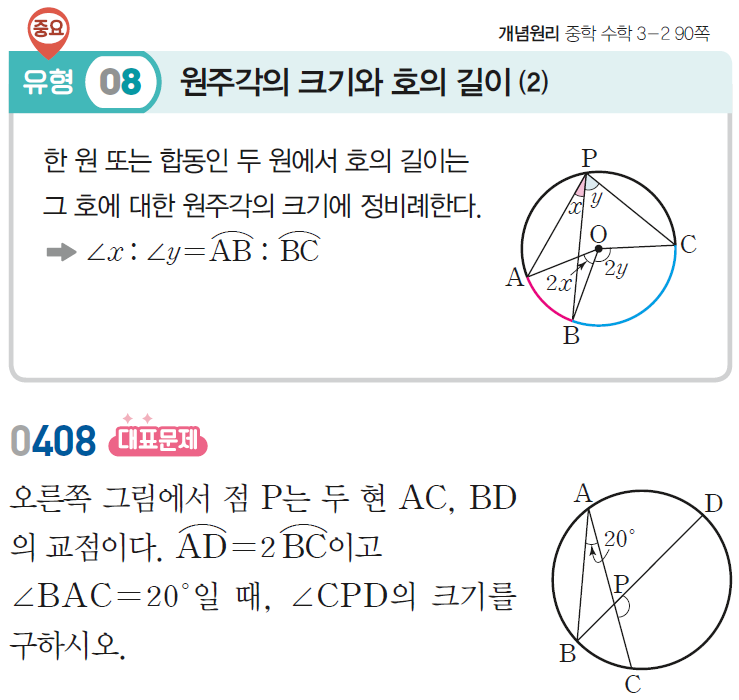 중요
개념원리 중학 수학 3-2 90쪽
유형 08 원주각의 크기와 호의 길이 (2)
한 원 또는 합동인 두 원에서 호의 길이는
그 호에 대한 원주각의 크기에 정비례한다.
➡ ∠x : ∠y = AB : BC
P
x y
O
C
A
2x 2y
B
0408 대표문제
오른쪽 그림에서 점 P는 두 현 AC, BD
의 교점이다. AD=2BC이고
∠BAC=20°일 때, ∠CPD의 크기를
구하시오.
A
D
20°
P
B
C